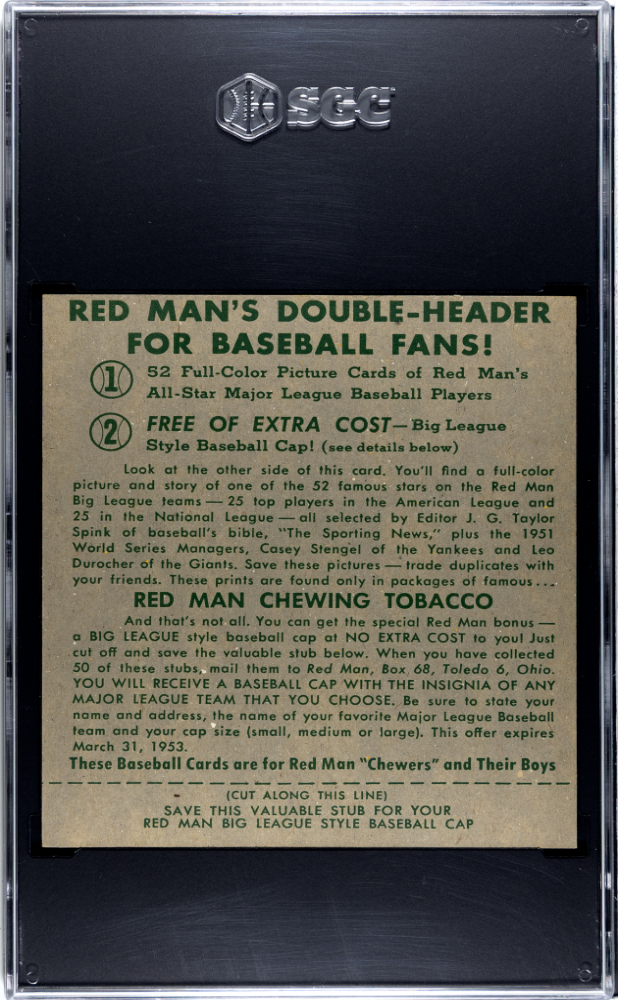 SGC
RED MAN'S DOUBLE-HEADER
FOR BASEBALL FANS!
1 52 Full-Color Picture Cards of Red Man's
All-Star Major League Baseball Players
2 FREE OF EXTRA COST—Big League
Style Baseball Cap! (see details below)
Look at the other side of this card. You'll find a full-color
picture and story of one of the 52 famous stars on the Red Man
Big League teams — 25 top players in the American League and
25 in the National League — all selected by Editor J. G. Taylor
Spink of baseball's bible, "The Sporting News," plus the 1951
World Series Managers, Casey Stengel of the Yankees and Leo
Durocher of the Giants. Save these pictures — trade duplicates with
your friends. These prints are found only in packages of famous...
RED MAN CHEWING TOBACCO
And that's not all. You can get the special Red Man bonus —
a BIG LEAGUE style baseball cap at NO EXTRA COST to you! Just
cut off and save the valuable stub below. When you have collected
50 of these stubs, mail them to Red Man, Box 68, Toledo 6, Ohio.
YOU WILL RECEIVE A BASEBALL CAP WITH THE INSIGNIA OF ANY
MAJOR LEAGUE TEAM THAT YOU CHOOSE. Be sure to state your
name and address, the name of your favorite Major League Baseball
team and your cap size (small, medium or large). This offer expires
March 31, 1953.
These Baseball Cards are for Red Man "Chewers" and Their Boys
(CUT ALONG THIS LINE)
SAVE THIS VALUABLE STUB FOR YOUR
RED MAN BIG LEAGUE STYLE BASEBALL CAP